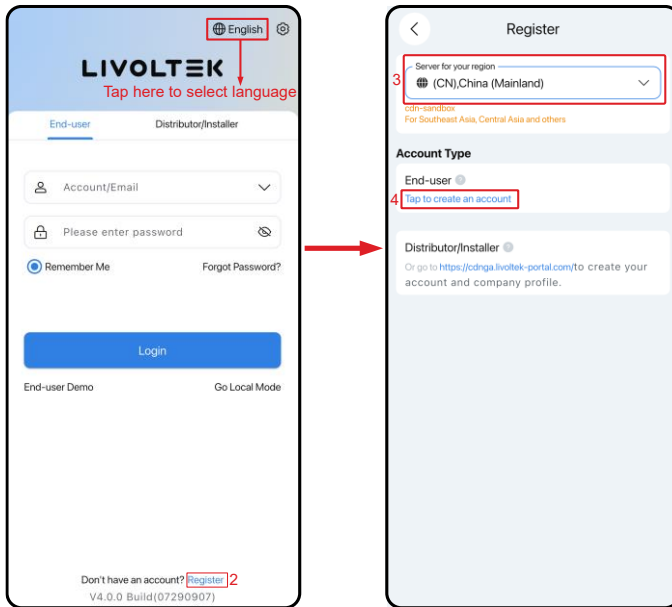 English
LIVOLTEK
Tap here to select language
End-user Distributor/Installer
Account/Email
Please enter password
Remember Me Forgot Password?
Login
End-user Demo Go Local Mode
Don't have an account? Register 2
V4.0.0 Build(07290907)
Register
Server for your region
3 (CN),China (Mainland)
cdn-sandbox
For Southeast Asia, Central Asia and others
Account Type
End-user ?
4 Tap to create an account
Distributor/Installer ?
Or go to https://cdnga.livoltek-portal.com/to create your
account and company profile.